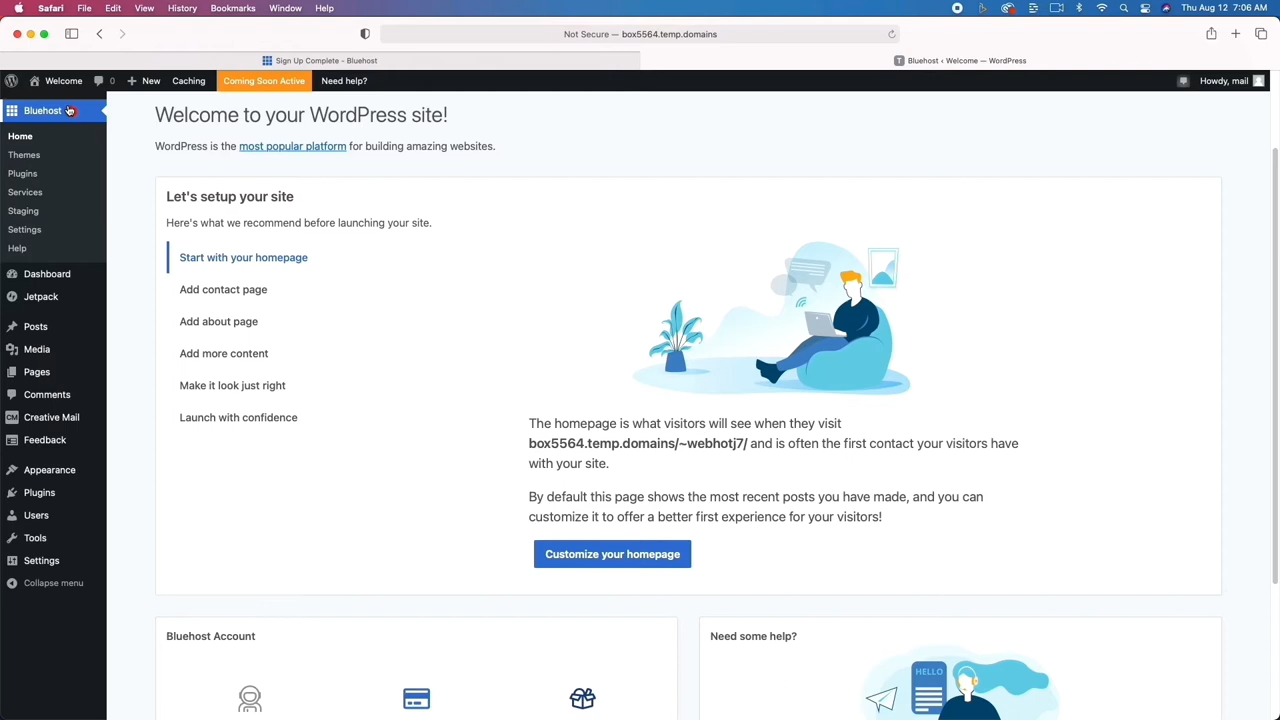 Safari File Edit View History Bookmarks Window Help
Thu Aug 12 7:06 AM
Not Secure — box5564.temp.domains
Sign Up Complete - Bluehost
T Bluehost ‹ Welcome — WordPress
Welcome 0 New Caching Coming Soon Active Need help?
Howdy, mail
Bluehost
Home
Themes
Plugins
Services
Staging
Settings
Help
Dashboard
Jetpack
Posts
Media
Pages
Comments
CM Creative Mail
Feedback
Appearance
Plugins
Users
Tools
Settings
Collapse menu
Welcome to your WordPress site!
WordPress is the most popular platform for building amazing websites.
Let's setup your site
Here's what we recommend before launching your site.
Start with your homepage
Add contact page
Add about page
Add more content
Make it look just right
Launch with confidence
The homepage is what visitors will see when they visit
box5564.temp.domains/~webhotj7/ and is often the first contact your visitors have
with your site.
By default this page shows the most recent posts you have made, and you can
customize it to offer a better first experience for your visitors!
Customize your homepage
Bluehost Account
Need some help?
HELLO